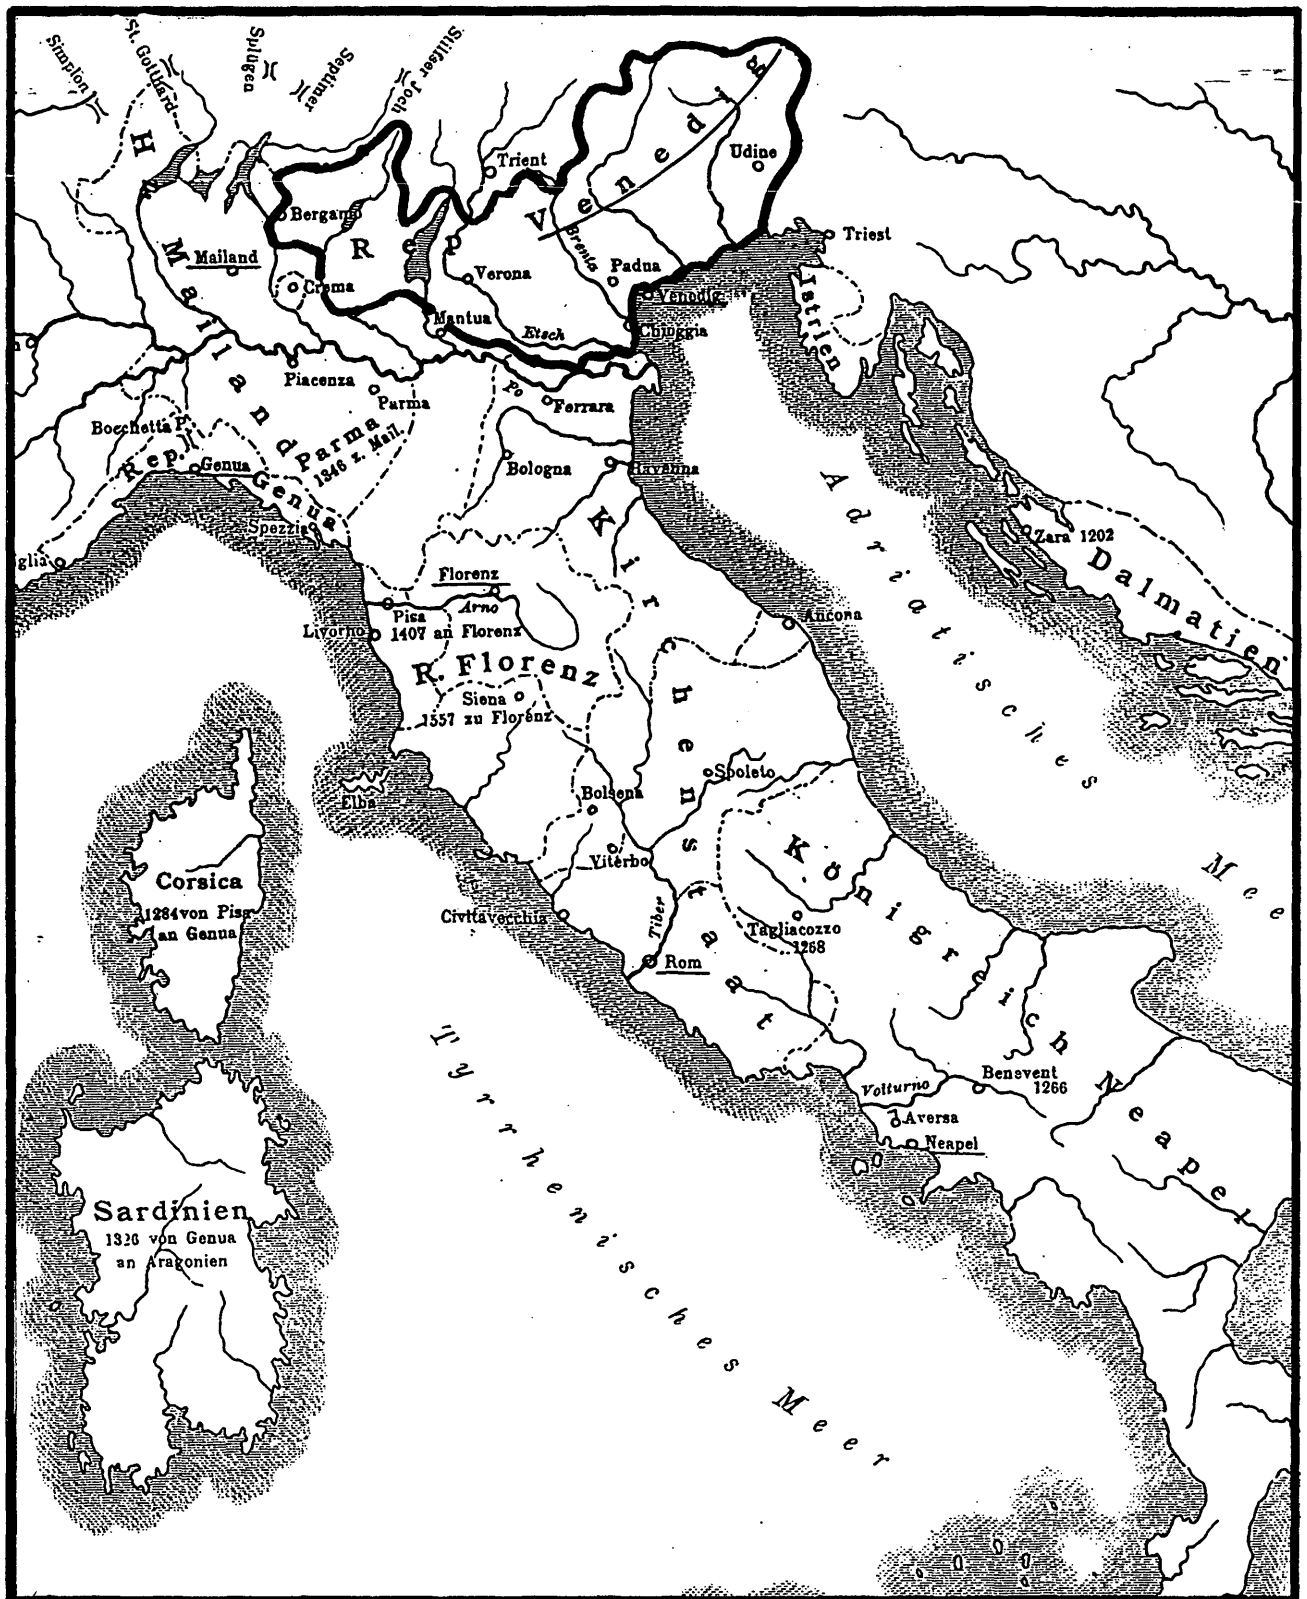 Simplon
St. Gotthard
Splügen
Septimer
Stilfser Joch
H. Mailand
Rep. Venedig
Trient
Udine
Bergamo
Mailand
Crema
Verona
Brenta
Padua
Venedig
Triest
Istrien
Mantua
Etsch
Chioggia
Piacenza
Parma
Po
Ferrara
Bocchetta P.
Parma
1346 z. Mail.
Rep. Genua
Genua
Bologna
Ravenna
Spezzia
Adriatisches Meer
Zara 1202
Dalmatien
glia
Florenz
Arno
Pisa
1407 an Florenz
Livorno
Ancona
R. Florenz
Siena
1557 zu Florenz
Kirchenstaat
Elba
Bolsena
Spoleto
Viterbo
Corsica
1284 von Pisa
an Genua
Civitavecchia
Tiber
Tagliacozzo
1268
Rom
Königreich Neapel
Tyrrhenisches Meer
Volturno
Benevent
1266
Aversa
Neapel
Sardinien
1326 von Genua
an Aragonien